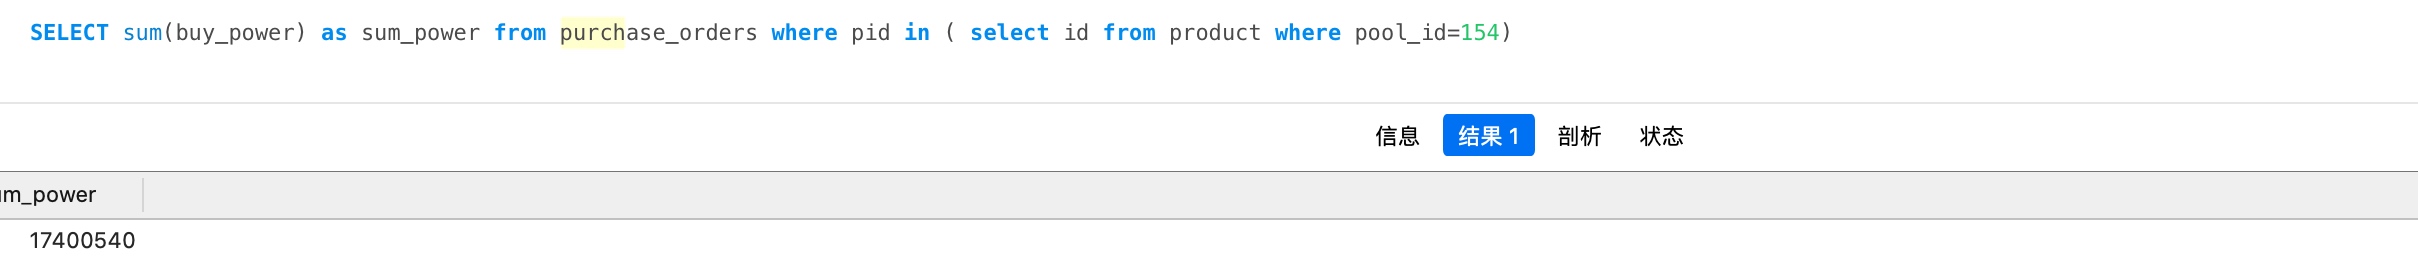 SELECT sum(buy_power) as sum_power from purchase_orders where pid in ( select id from product where pool_id=154)
信息 结果 1 剖析 状态
um_power
17400540